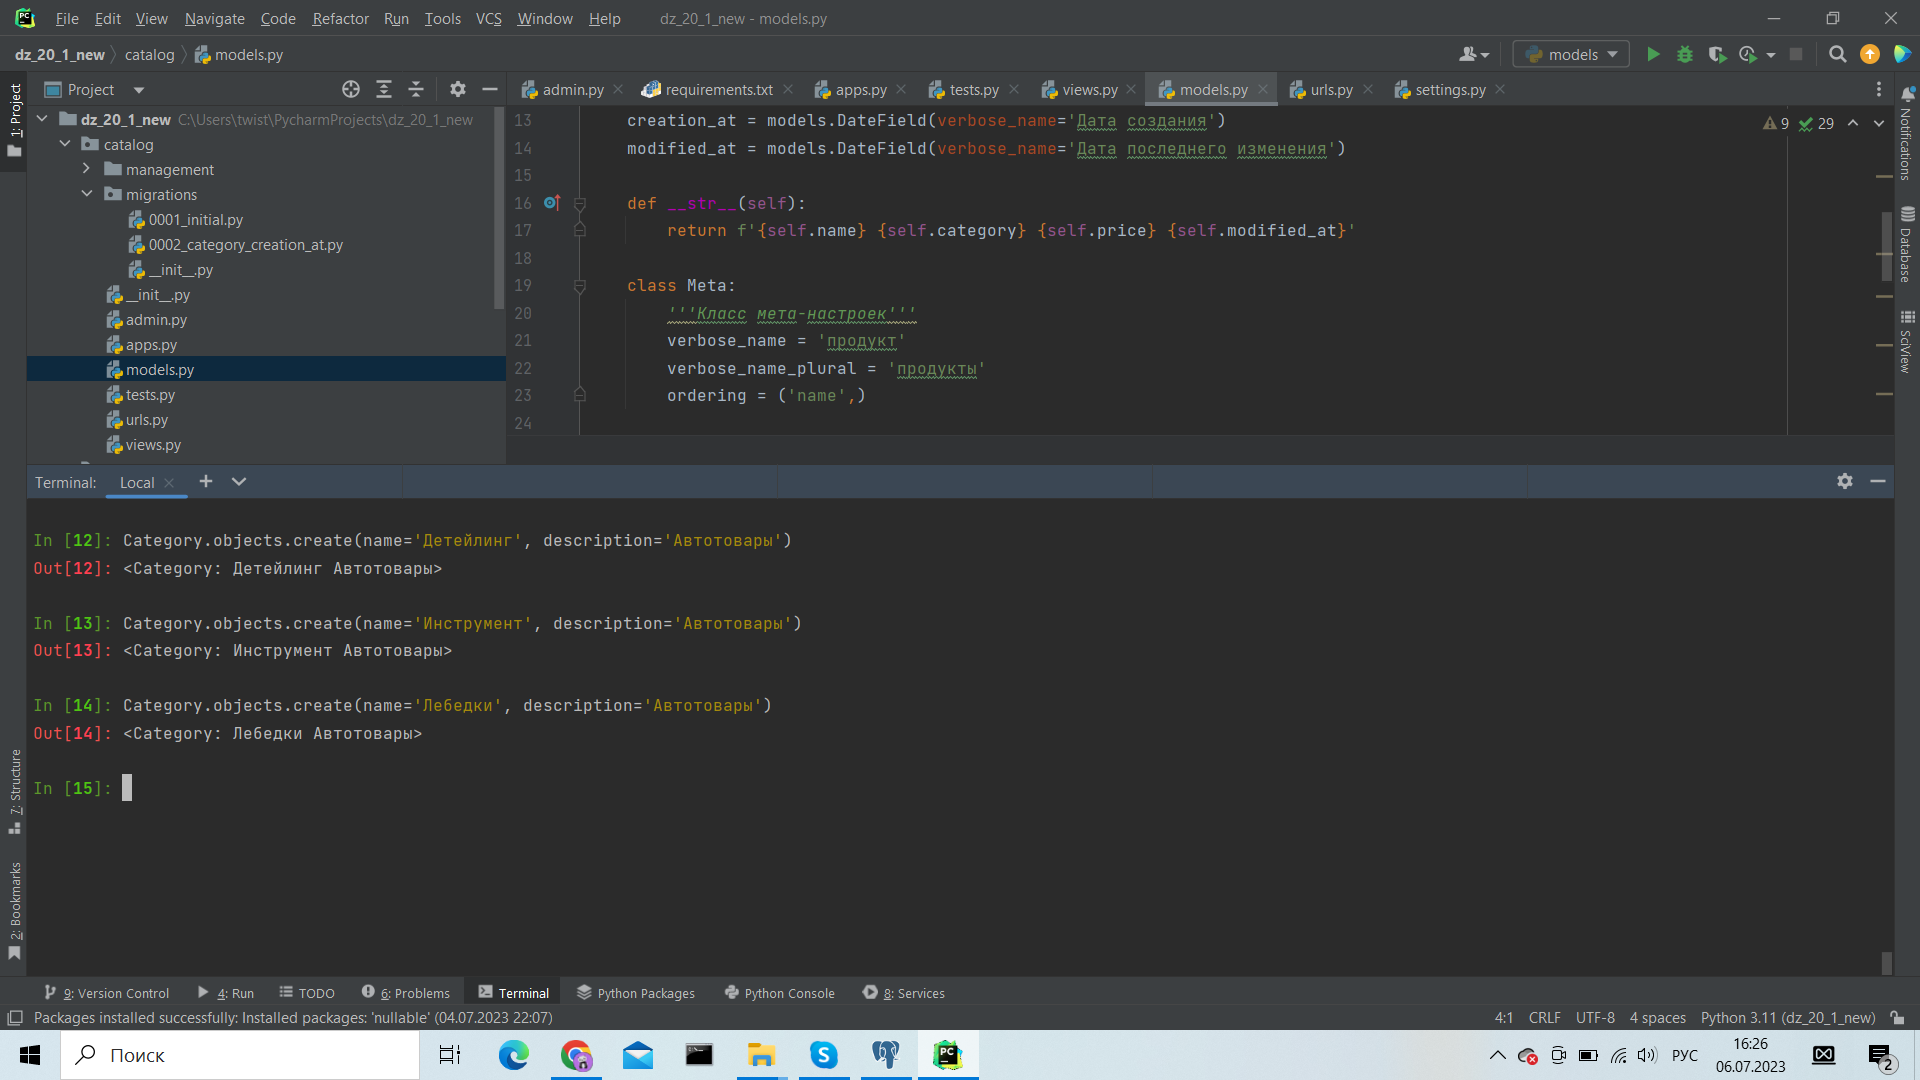 File Edit View Navigate Code Refactor Run Tools VCS Window Help dz_20_1_new - models.py
dz_20_1_new catalog models.py
models
1: Project
Project
admin.py requirements.txt apps.py tests.py views.py models.py urls.py settings.py
dz_20_1_new C:\Users\twist\PycharmProjects\dz_20_1_new
catalog
management
migrations
0001_initial.py
0002_category_creation_at.py
__init__.py
__init__.py
admin.py
apps.py
models.py
tests.py
urls.py
views.py
13 creation_at = models.DateField(verbose_name='Дата создания')
14 modified_at = models.DateField(verbose_name='Дата последнего изменения')
15
16 def __str__(self):
17 return f'{self.name} {self.category} {self.price} {self.modified_at}'
18
19 class Meta:
20 '''Класс мета-настроек'''
21 verbose_name = 'продукт'
22 verbose_name_plural = 'продукты'
23 ordering = ('name',)
24
9 29
Notifications
Database
SciView
Terminal: Local
In [12]: Category.objects.create(name='Детейлинг', description='Автотовары')
Out[12]: <Category: Детейлинг Автотовары>
In [13]: Category.objects.create(name='Инструмент', description='Автотовары')
Out[13]: <Category: Инструмент Автотовары>
In [14]: Category.objects.create(name='Лебедки', description='Автотовары')
Out[14]: <Category: Лебедки Автотовары>
In [15]:
7: Structure
2: Bookmarks
9: Version Control 4: Run TODO 6: Problems Terminal Python Packages Python Console 8: Services
Packages installed successfully: Installed packages: 'nullable' (04.07.2023 22:07)
4:1 CRLF UTF-8 4 spaces Python 3.11 (dz_20_1_new)
Поиск
РУС
16:26
06.07.2023
2